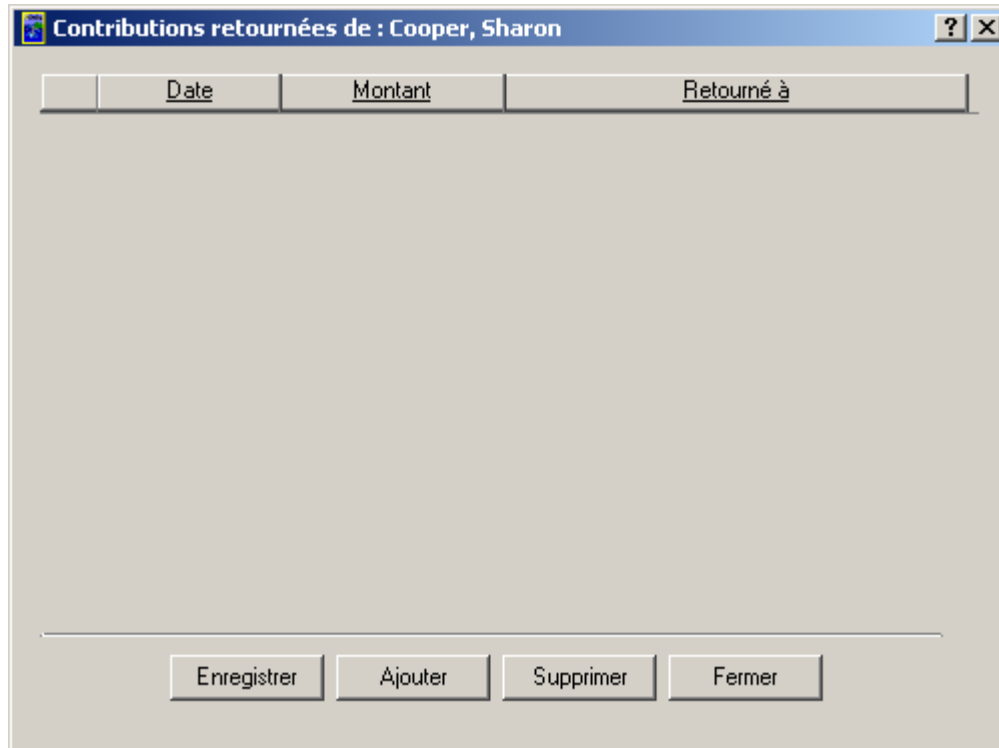 Contributions retournées de : Cooper, Sharon
Date Montant Retourné à
Enregistrer Ajouter Supprimer Fermer